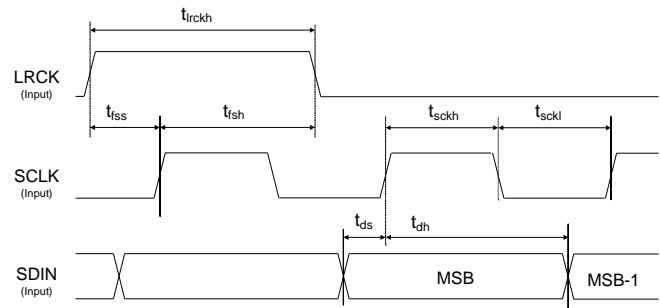 t_lrckh
LRCK
(Input)
t_fss t_fsh t_sckh t_sckl
SCLK
(Input)
t_ds t_dh
SDIN
(Input)
MSB MSB-1